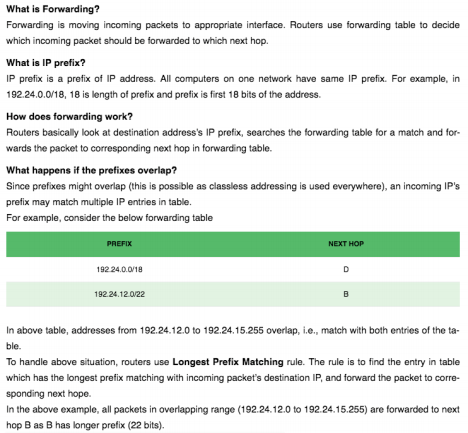 What is Forwarding?
Forwarding is moving incoming packets to appropriate interface. Routers use forwarding table to decide
which incoming packet should be forwarded to which next hop.
What is IP prefix?
IP prefix is a prefix of IP address. All computers on one network have same IP prefix. For example, in
192.24.0.0/18, 18 is length of prefix and prefix is first 18 bits of the address.
How does forwarding work?
Routers basically look at destination address's IP prefix, searches the forwarding table for a match and for-
wards the packet to corresponding next hop in forwarding table.
What happens if the prefixes overlap?
Since prefixes might overlap (this is possible as classless addressing is used everywhere), an incoming IP's
prefix may match multiple IP entries in table.
For example, consider the below forwarding table
PREFIX NEXT HOP
192.24.0.0/18 D
192.24.12.0/22 B
In above table, addresses from 192.24.12.0 to 192.24.15.255 overlap, i.e., match with both entries of the ta-
ble.
To handle above situation, routers use Longest Prefix Matching rule. The rule is to find the entry in table
which has the longest prefix matching with incoming packet's destination IP, and forward the packet to corre-
sponding next hope.
In the above example, all packets in overlapping range (192.24.12.0 to 192.24.15.255) are forwarded to next
hop B as B has longer prefix (22 bits).